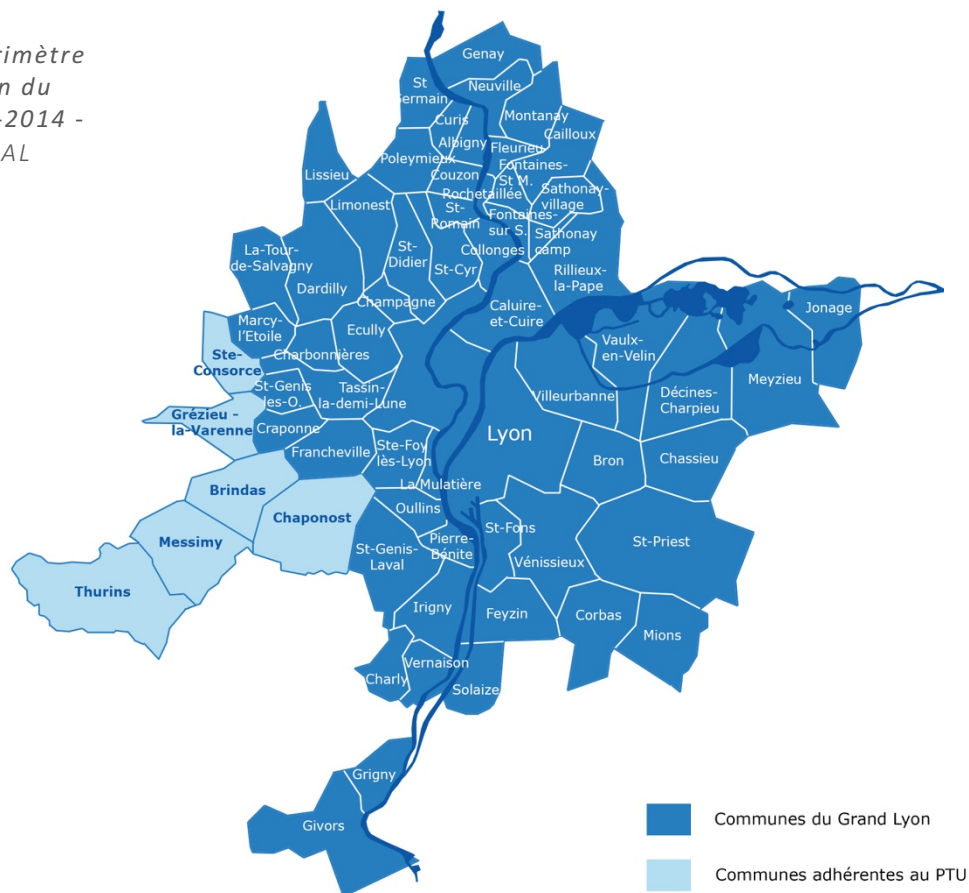 rimètre
n du
-2014 -
AL
Genay
St
Germain
Neuville
Curis
Montanay
Albigny
Cailloux
Fleurieu
Poleymieux
Fontaines-
St M.
Couzon
Lissieu
Rochetaillée
Sathonay-
village
Limonest
St-
Romain
Fontaines-
sur S.
Sathonay
camp
La-Tour-
de-Salvagny
St-
Didier
Collonges
St-Cyr
Rillieux-
la-Pape
Dardilly
Champagne
Caluire-
et-Cuire
Jonage
Marcy-
l'Etoile
Ecully
Vaulx-
en-Velin
Charbonnières
Ste-
Consorce
Meyzieu
St-Genis
les-O.
Tassin-
la-demi-Lune
Villeurbanne
Décines-
Charpieu
Grézieu -
la-Varenne
Craponne
Lyon
Francheville
Ste-Foy
lès-Lyon
Bron
Chassieu
La Mulatière
Brindas
Oullins
Chaponost
St-Fons
Pierre-
Bénite
Messimy
St-Genis-
Laval
St-Priest
Vénissieux
Thurins
Irigny
Feyzin
Corbas
Mions
Vernaison
Charly
Solaize
Grigny
Givors
Communes du Grand Lyon
Communes adhérentes au PTU